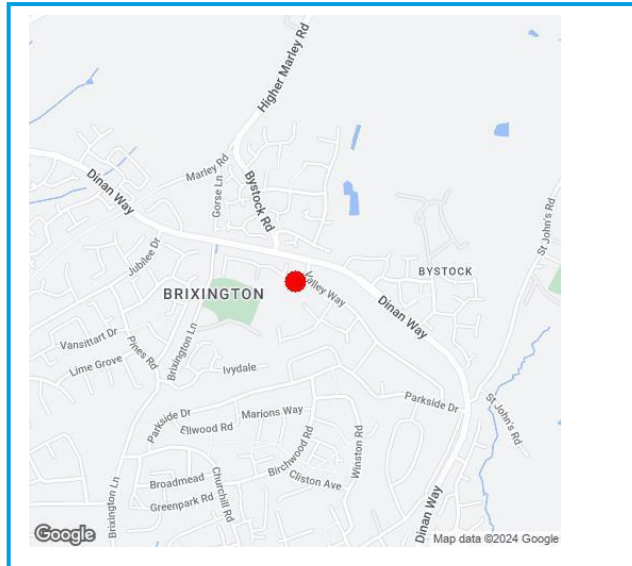 Higher Marley Rd
Marley Rd
Dinan Way
Gorse Ln
Bystock Rd
St John's Rd
Jubilee Dr
BYSTOCK
Valley Way
BRIXINGTON
Dinan Way
Vansittart Dr
Pines Rd
Brixington Ln
Lime Grove
Ivydale
Parkside Dr
Parkside Dr
Marions Way
St John's Rd
Ellwood Rd
Birchwood Rd
Winston Rd
Broadmead
Cliston Ave
Churchill Rd
Greenpark Rd
Brixington Ln
Dinan Way
Google
Map data ©2024 Google